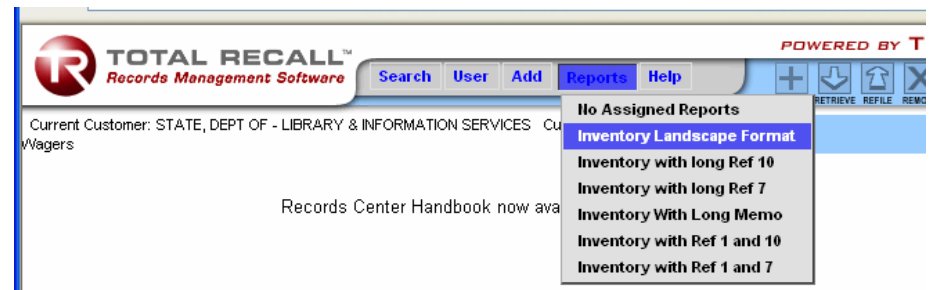 POWERED BY T
TOTAL RECALL™
Records Management Software
Search User Add Reports Help
RETRIEVE REFILE
No Assigned Reports
Current Customer: STATE, DEPT OF - LIBRARY & INFORMATION SERVICES Cu
Wagers
Inventory Landscape Format
Inventory with long Ref 10
Inventory with long Ref 7
Records Center Handbook now ava
Inventory With Long Memo
Inventory with Ref 1 and 10
Inventory with Ref 1 and 7